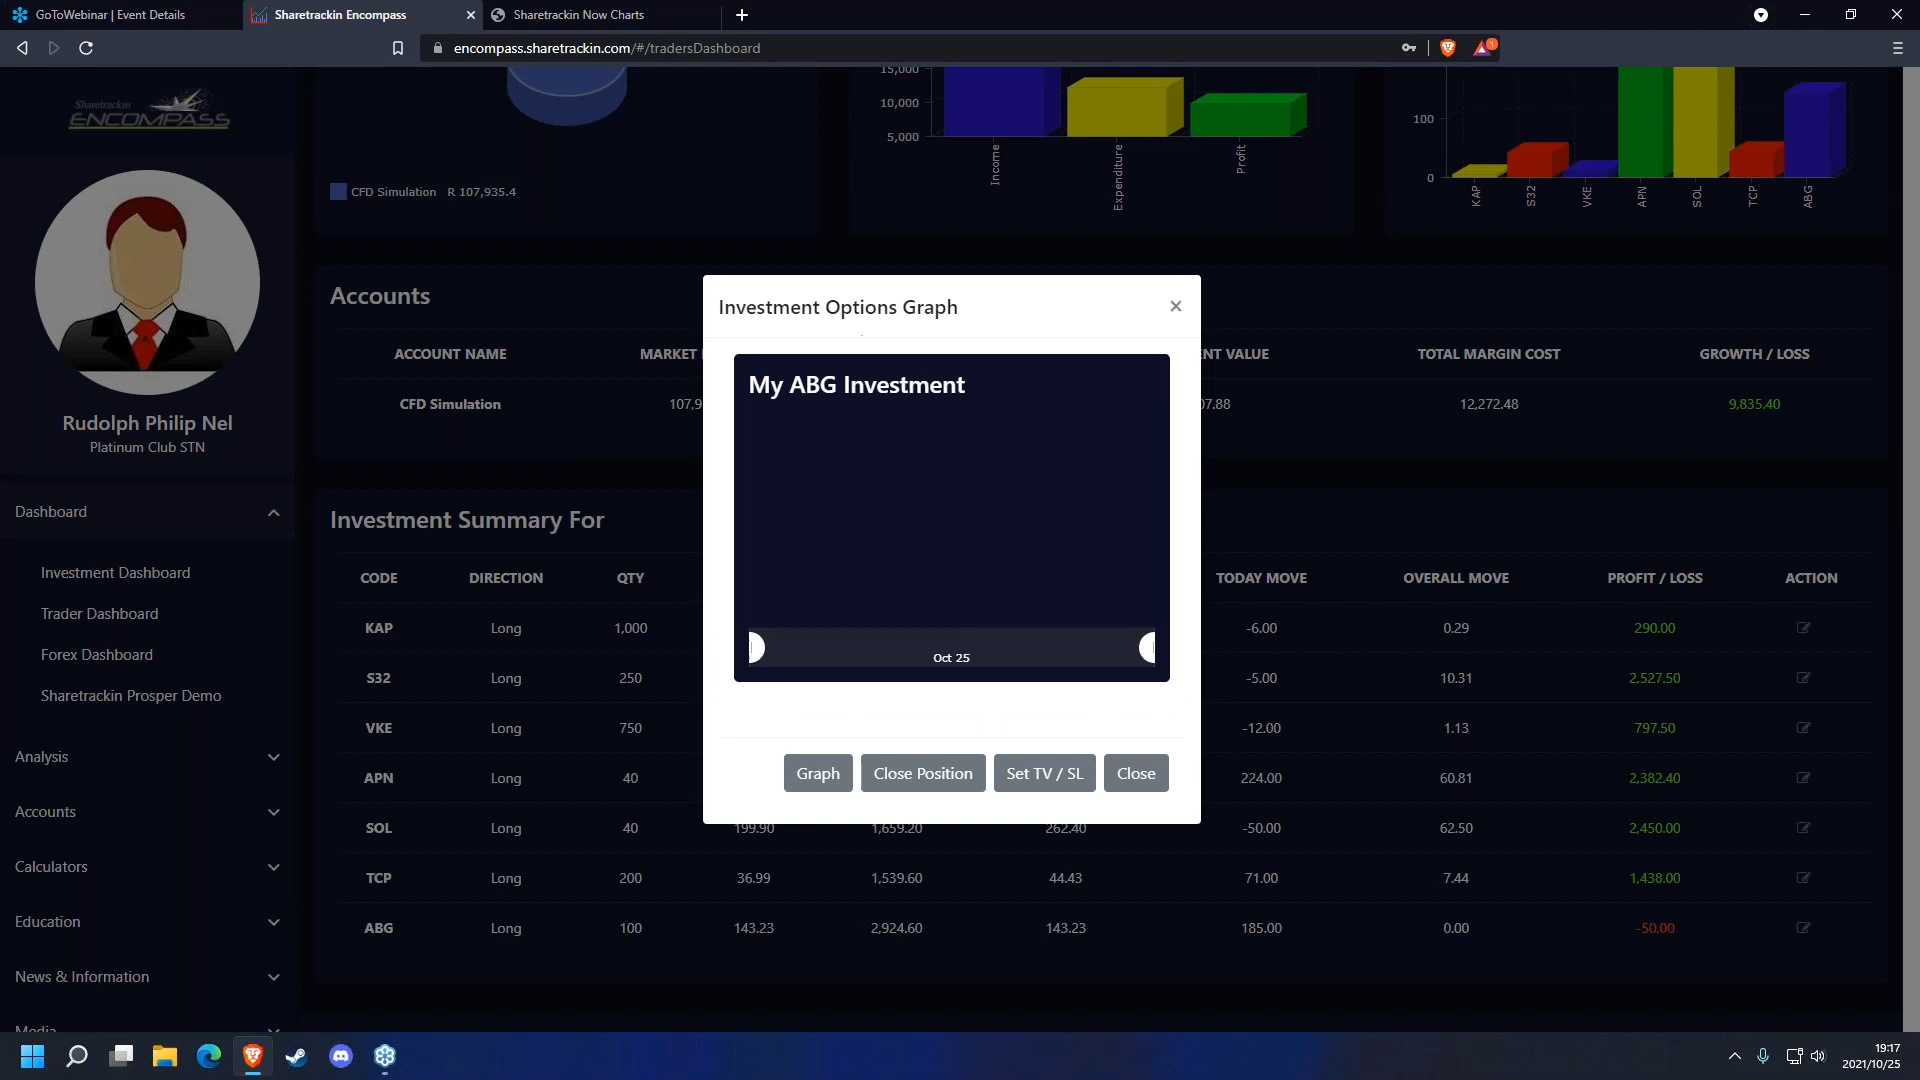 GoToWebinar | Event Details
Sharetrackin Encompass
Sharetrackin Now Charts
encompass.sharetrackin.com/#/tradersDashboard
1
Sharetrackin
ENCOMPASS
Rudolph Philip Nel
Platinum Club STN
Dashboard
Investment Dashboard
Trader Dashboard
Forex Dashboard
Sharetrackin Prosper Demo
Analysis
Accounts
Calculators
Education
News & Information
Media
CFD Simulation R 107,935.4
15,000
10,000
5,000
Income
Expenditure
Profit
100
0
KAP
S32
VKE
APN
SOL
TCP
ABG
Accounts
ACCOUNT NAME MARKET NT VALUE TOTAL MARGIN COST GROWTH / LOSS
CFD Simulation 107,9 07.88 12,272.48 9,835.40
Investment Summary For
CODE DIRECTION QTY TODAY MOVE OVERALL MOVE PROFIT / LOSS ACTION
KAP Long 1,000 -6.00 0.29 290.00
S32 Long 250 -5.00 10.31 2,527.50
VKE Long 750 -12.00 1.13 797.50
APN Long 40 224.00 60.81 2,382.40
SOL Long 40 199.90 1,659.20 262.40 -50.00 62.50 2,450.00
TCP Long 200 36.99 1,539.60 44.43 71.00 7.44 1,438.00
ABG Long 100 143.23 2,924.60 143.23 185.00 0.00 -50.00
Investment Options Graph
×
My ABG Investment
Oct 25
Graph
Close Position
Set TV / SL
Close
19:17
2021/10/25